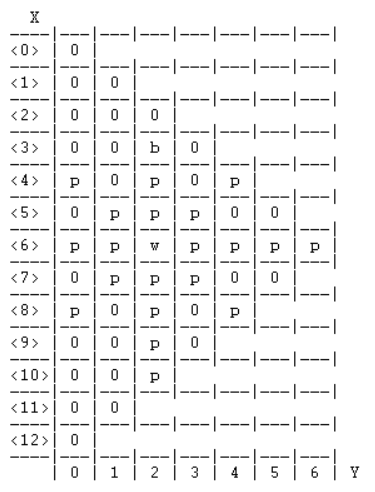 X
<0> | 0 |
<1> | 0 | 0 |
<2> | 0 | 0 | 0 |
<3> | 0 | 0 | b | 0 |
<4> | p | 0 | p | 0 | p |
<5> | 0 | p | p | p | 0 | 0 |
<6> | p | p | w | p | p | p | p |
<7> | 0 | p | p | p | 0 | 0 |
<8> | p | 0 | p | 0 | p |
<9> | 0 | 0 | p | 0 |
<10>| 0 | 0 | p |
<11>| 0 | 0 |
<12>| 0 |
| 0 | 1 | 2 | 3 | 4 | 5 | 6 | Y